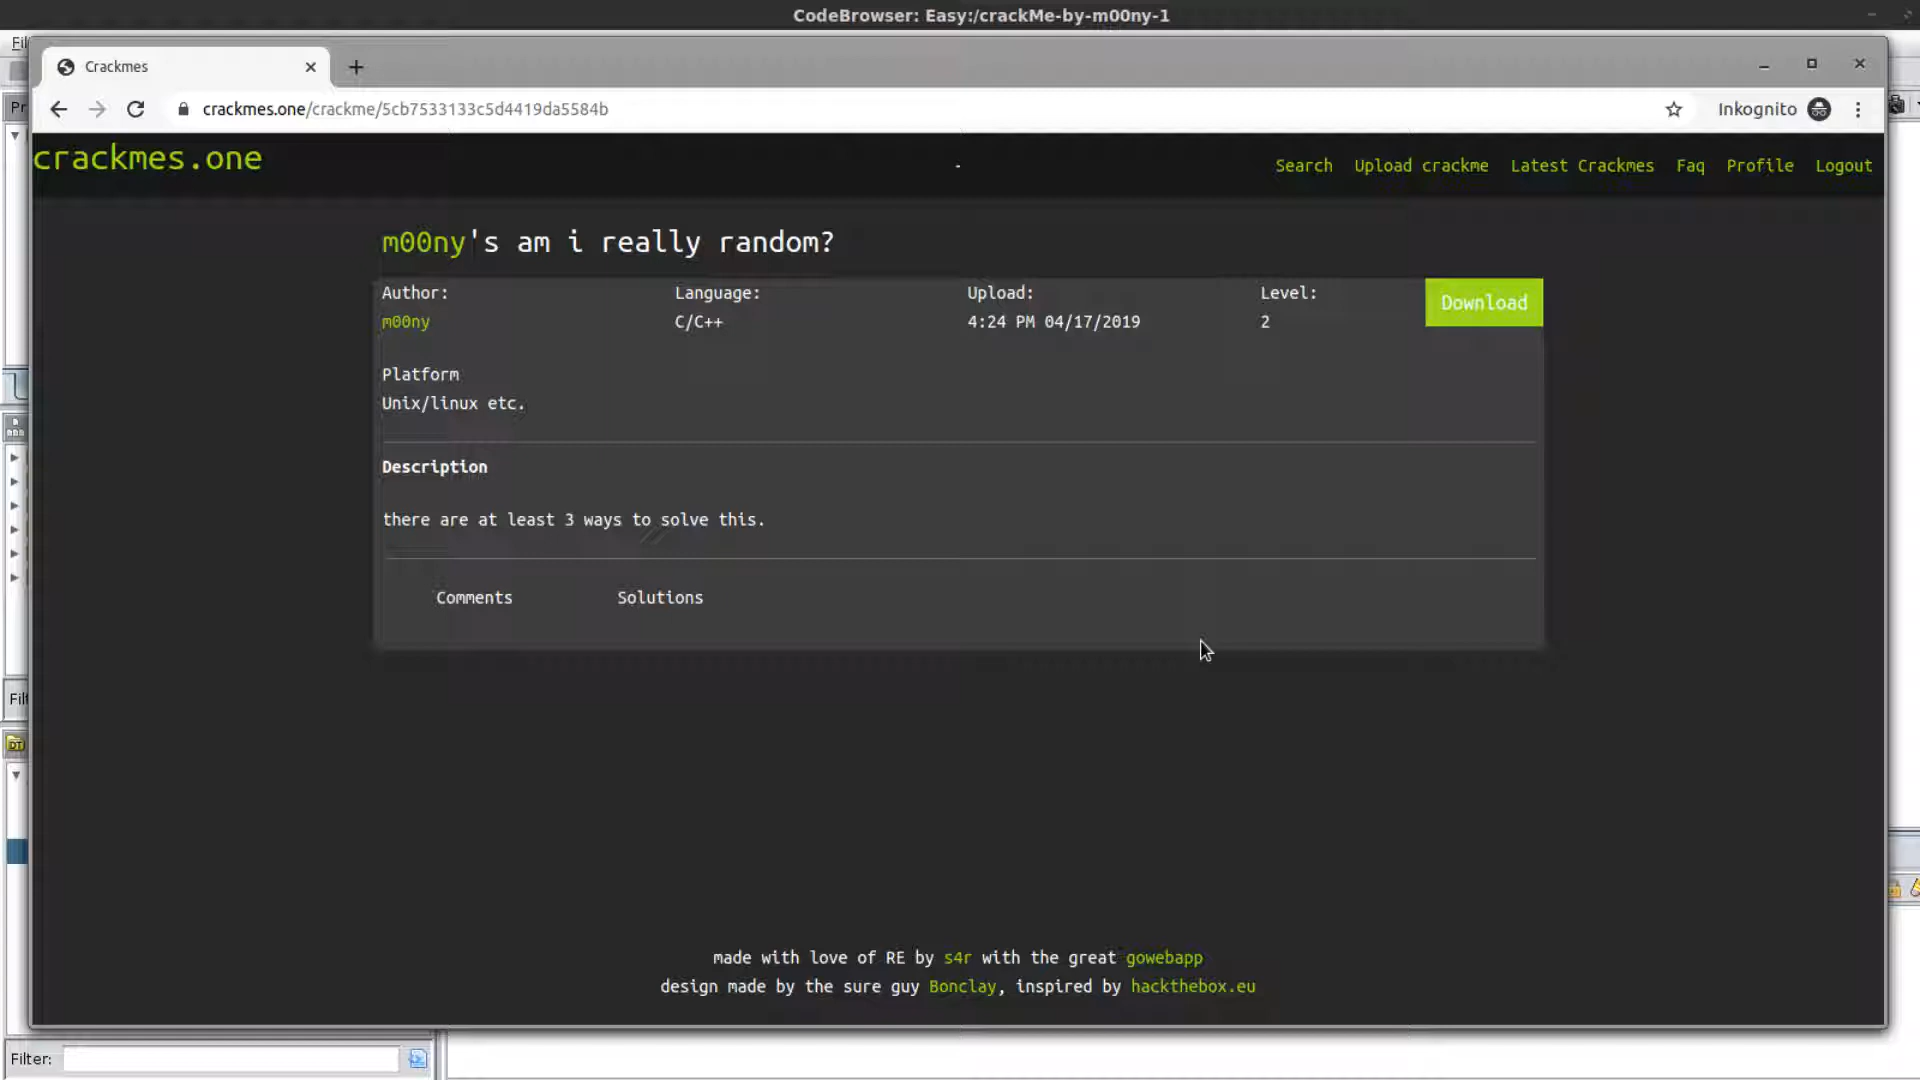 CodeBrowser: Easy:/crackMe-by-m00ny-1
Crackmes
crackmes.one/crackme/5cb7533133c5d4419da5584b
Inkognito
crackmes.one
-
Search Upload crackme Latest Crackmes Faq Profile Logout
m00ny's am i really random?
Author: Language: Upload: Level: Download
m00ny C/C++ 4:24 PM 04/17/2019 2
Platform
Unix/linux etc.
Description
there are at least 3 ways to solve this.
Comments Solutions
made with love of RE by s4r with the great gowebapp
design made by the sure guy Bonclay, inspired by hackthebox.eu
Filter: